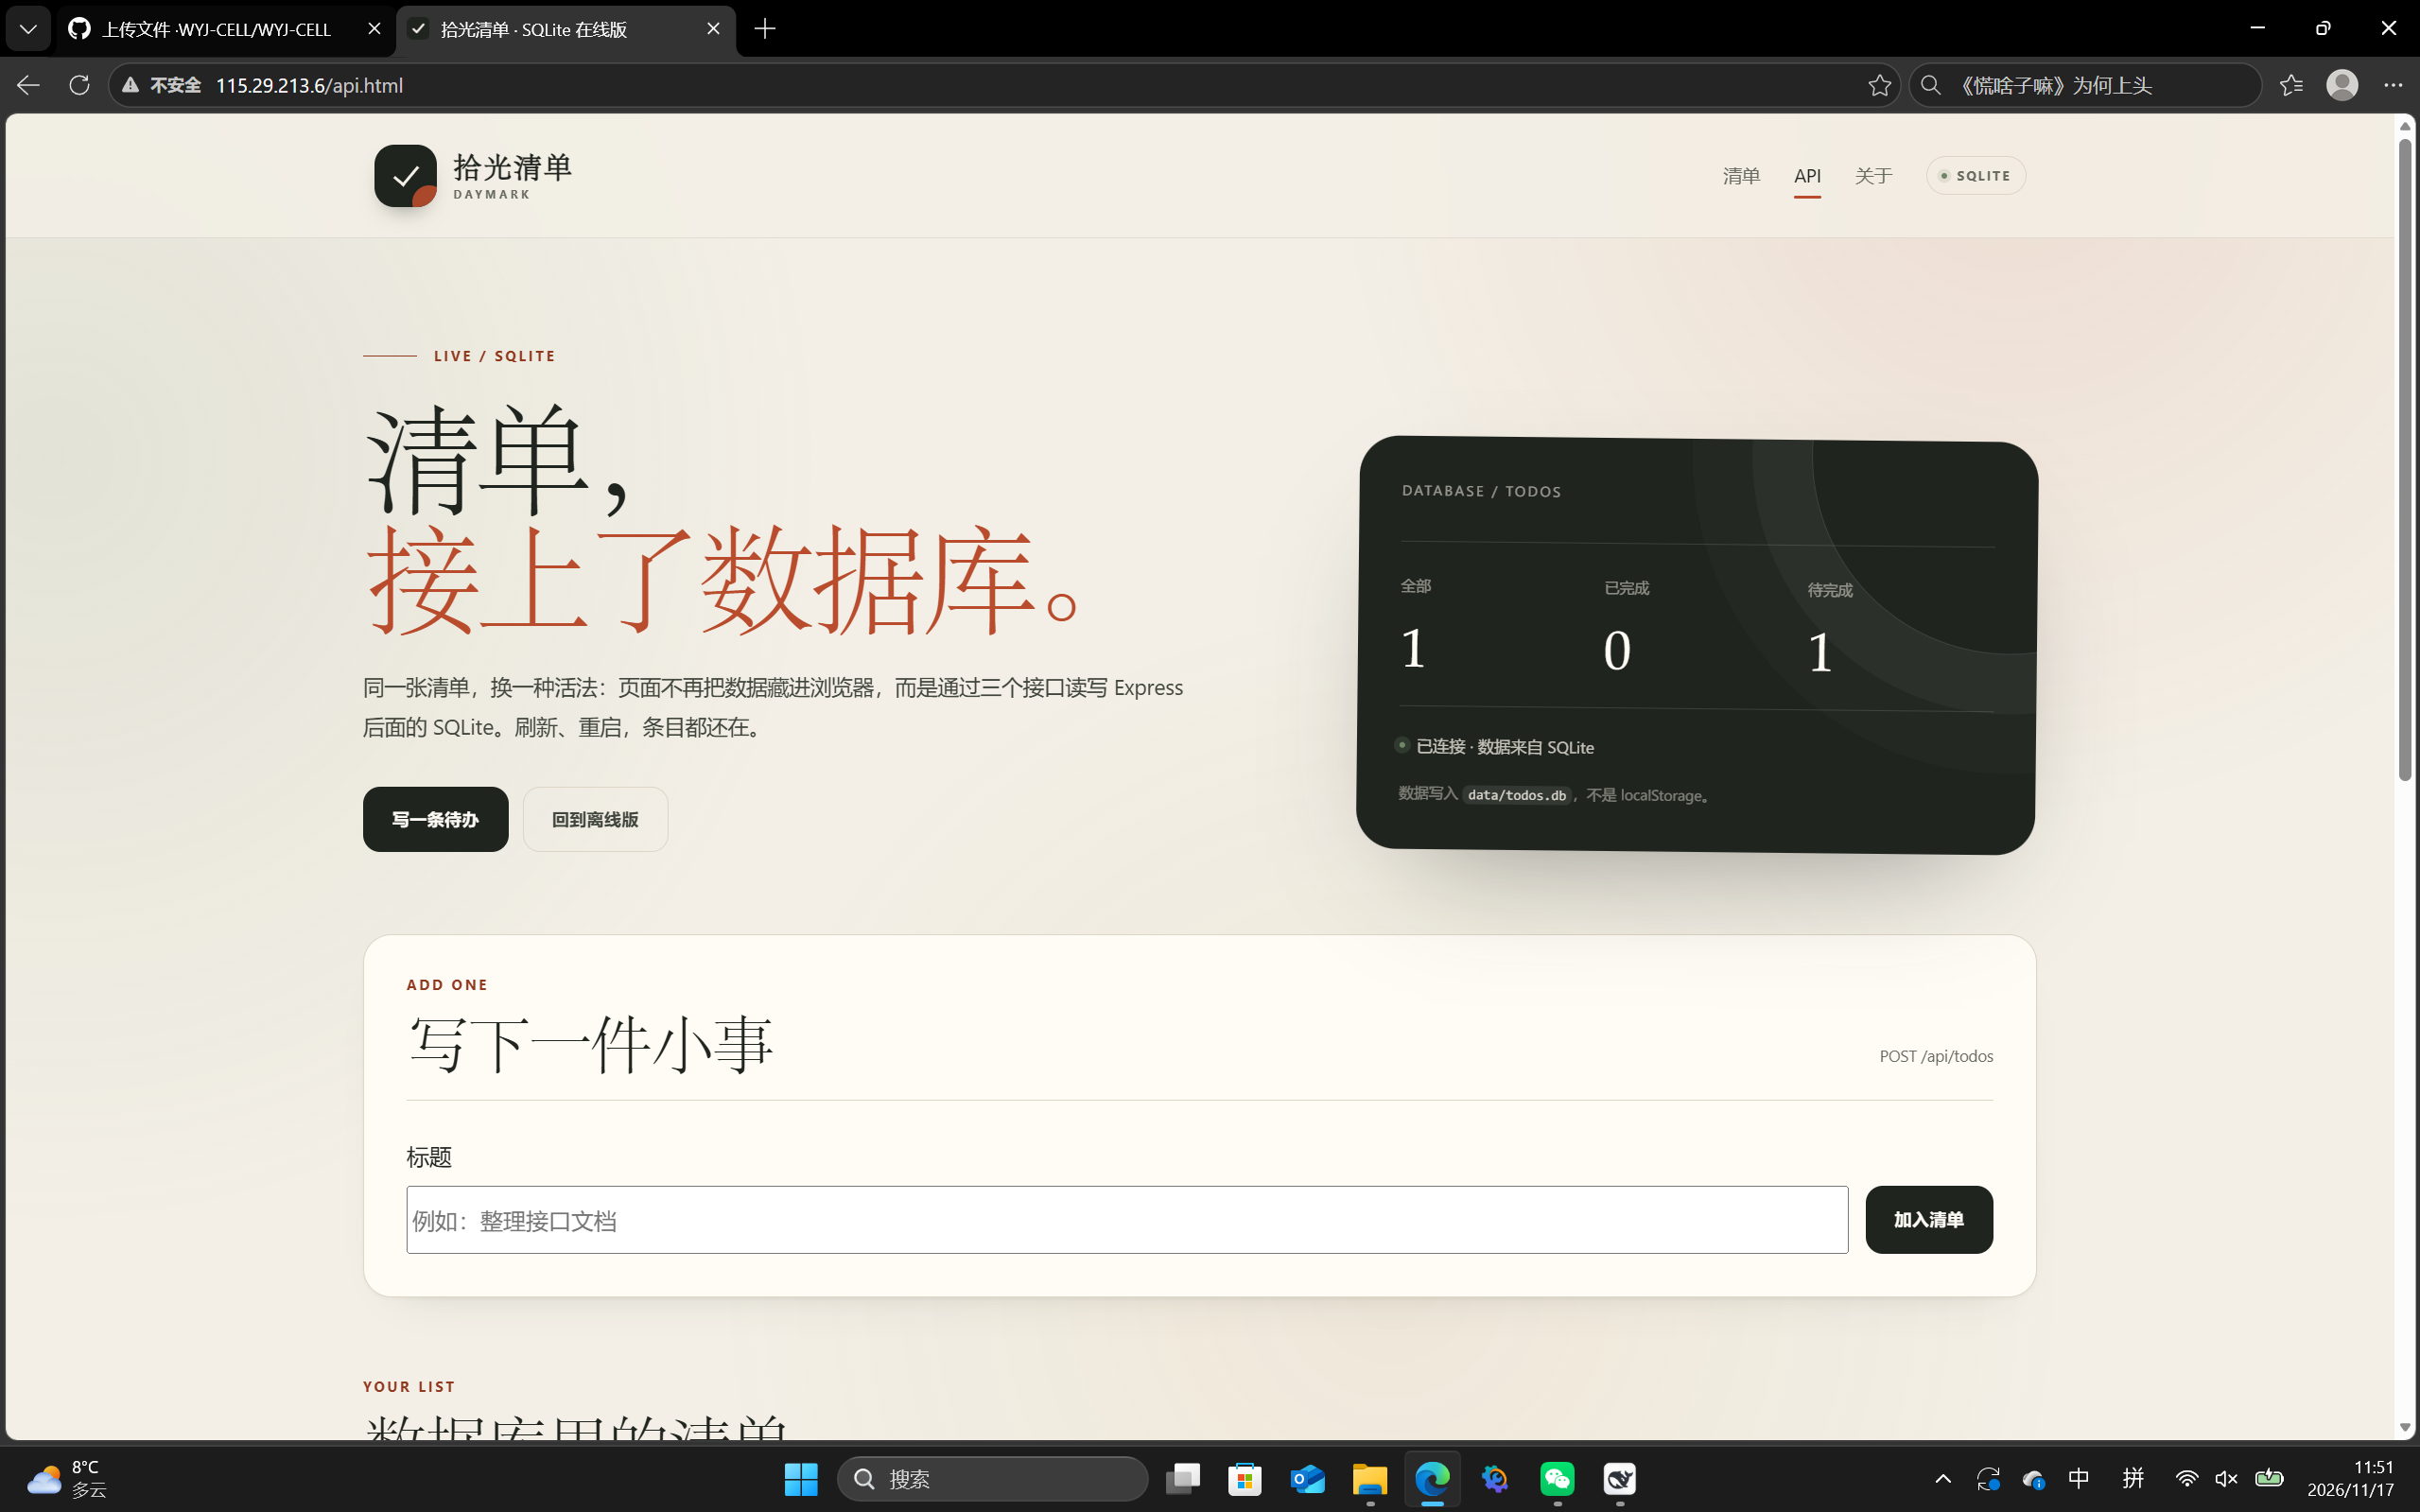 上传文件 ·WYJ-CELL/WYJ-CELL
拾光清单 · SQLite 在线版
不安全
115.29.213.6/api.html
《慌啥子嘛》为何上头
拾光清单
DAYMARK
清单
API
关于
SQLITE
LIVE / SQLITE
清单，
接上了数据库。
同一张清单，换一种活法：页面不再把数据藏进浏览器，而是通过三个接口读写 Express
后面的 SQLite。刷新、重启，条目都还在。
写一条待办
回到离线版
DATABASE / TODOS
全部
已完成
待完成
1
0
1
已连接 · 数据来自 SQLite
数据写入 data/todos.db，不是 localStorage。
ADD ONE
写下一件小事
POST /api/todos
标题
例如：整理接口文档
加入清单
YOUR LIST
数据库里的清单
8°C
多云
搜索
中
拼
11:51
2026/11/17